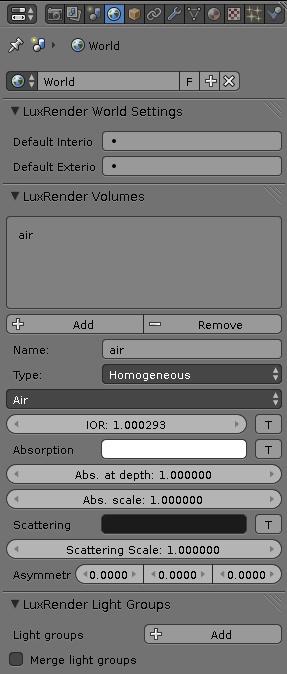 World
World F
LuxRender World Settings
Default Interio
Default Exterio
LuxRender Volumes
air
Add Remove
Name: air
Type: Homogeneous
Air
IOR: 1.000293 T
Absorption T
Abs. at depth: 1.000000
Abs. scale: 1.000000
Scattering T
Scattering Scale: 1.000000
Asymmetr 0.0000 0.0000 0.0000
LuxRender Light Groups
Light groups Add
Merge light groups